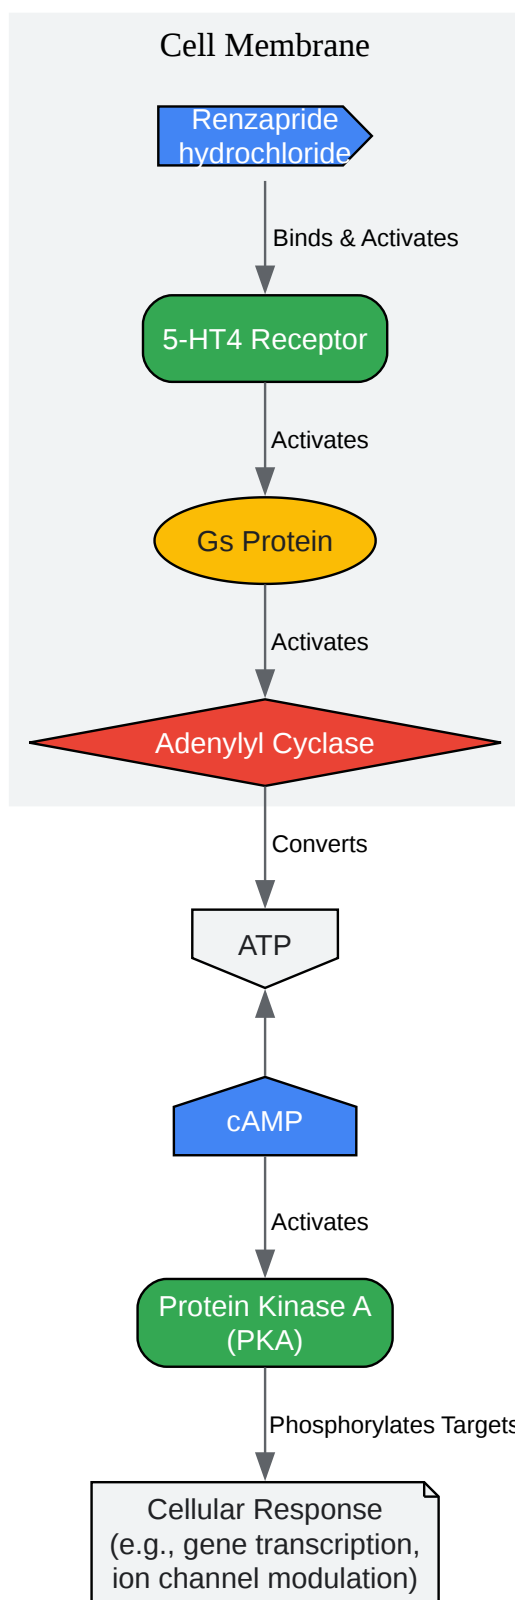 Cell Membrane
Renzapride
hydrochloride
Binds & Activates
5-HT4 Receptor
Activates
Gs Protein
Activates
Adenylyl Cyclase
Converts
ATP
cAMP
Activates
Protein Kinase A
(PKA)
Phosphorylates Targets
Cellular Response
(e.g., gene transcription,
ion channel modulation)